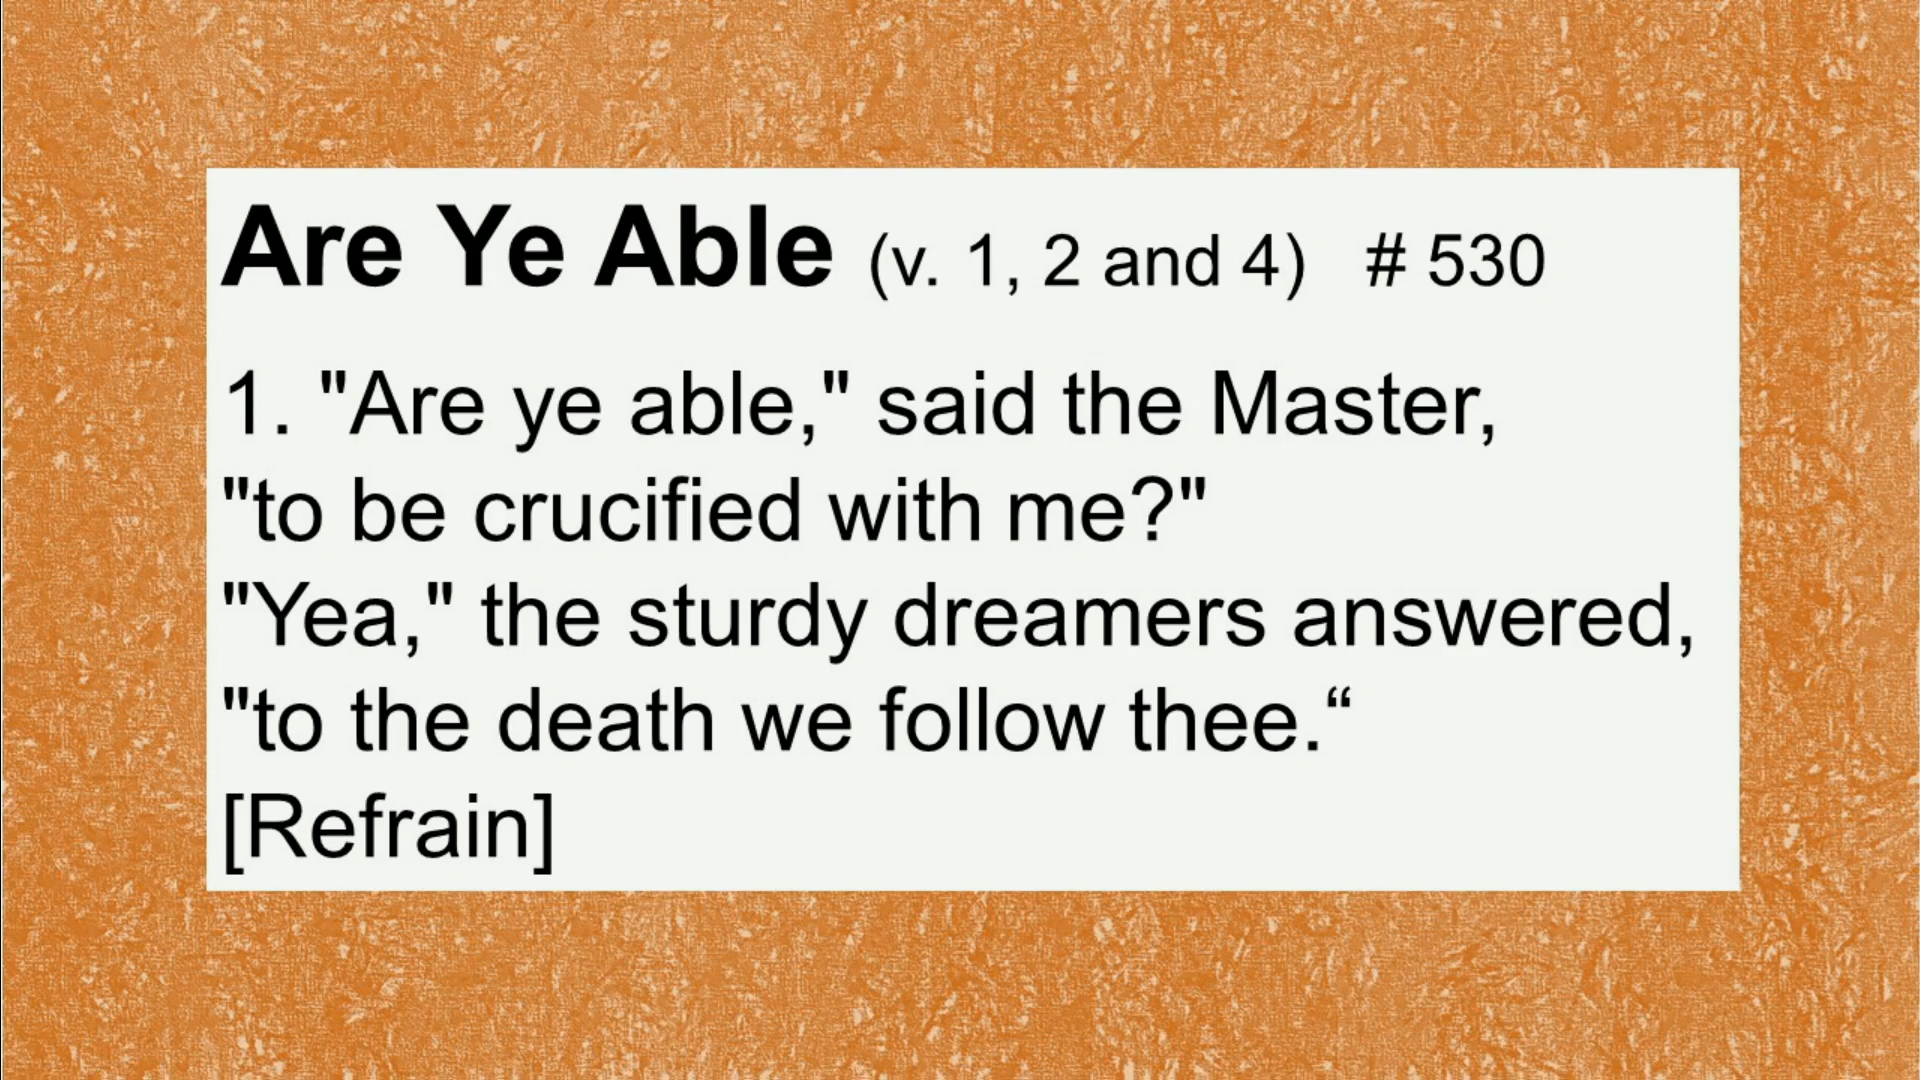 Are Ye Able (v. 1, 2 and 4) # 530
1. "Are ye able," said the Master,
"to be crucified with me?"
"Yea," the sturdy dreamers answered,
"to the death we follow thee.“
[Refrain]